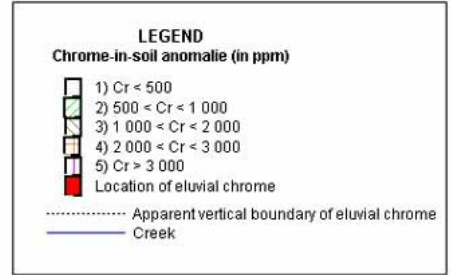 LEGEND
Chrome-in-soil anomalie (in ppm)
1) Cr < 500
2) 500 < Cr < 1 000
3) 1 000 < Cr < 2 000
4) 2 000 < Cr < 3 000
5) Cr > 3 000
Location of eluvial chrome
Apparent vertical boundary of eluvial chrome
Creek